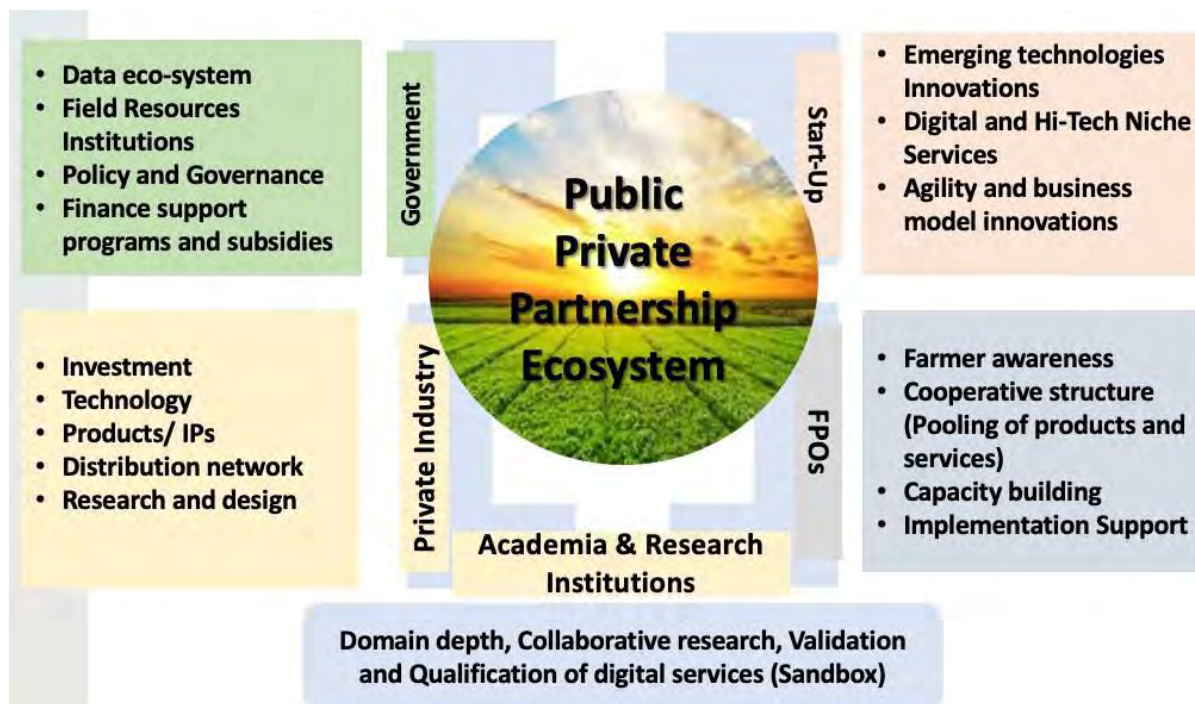 • Data eco-system
• Field Resources
Institutions
• Policy and Governance
• Finance support
programs and subsidies
Government
Public
Private
Partnership
Ecosystem
Start-Up
• Emerging technologies
Innovations
• Digital and Hi-Tech Niche
Services
• Agility and business
model innovations
• Investment
• Technology
• Products/ IPs
• Distribution network
• Research and design
Private Industry
FPOs
• Farmer awareness
• Cooperative structure
(Pooling of products and
services)
• Capacity building
• Implementation Support
Academia & Research
Institutions
Domain depth, Collaborative research, Validation
and Qualification of digital services (Sandbox)